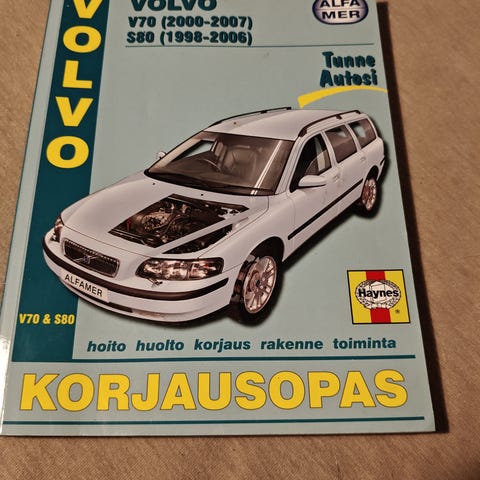 VOLVO
VOLVO
V70 (2000-2007)
S80 (1998-2006)
ALFA
MER
Tunne
Autosi
ALFAMER
Haynes
®
V70 & S80
hoito huolto korjaus rakenne toiminta
KORJAUSOPAS